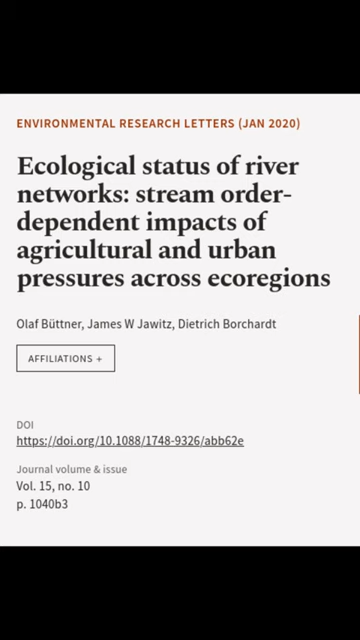 ENVIRONMENTAL RESEARCH LETTERS (JAN 2020)
Ecological status of river
networks: stream order-
dependent impacts of
agricultural and urban
pressures across ecoregions
Olaf Büttner, James W Jawitz, Dietrich Borchardt
AFFILIATIONS +
DOI
https://doi.org/10.1088/1748-9326/abb62e
Journal volume & issue
Vol. 15, no. 10
p. 1040b3